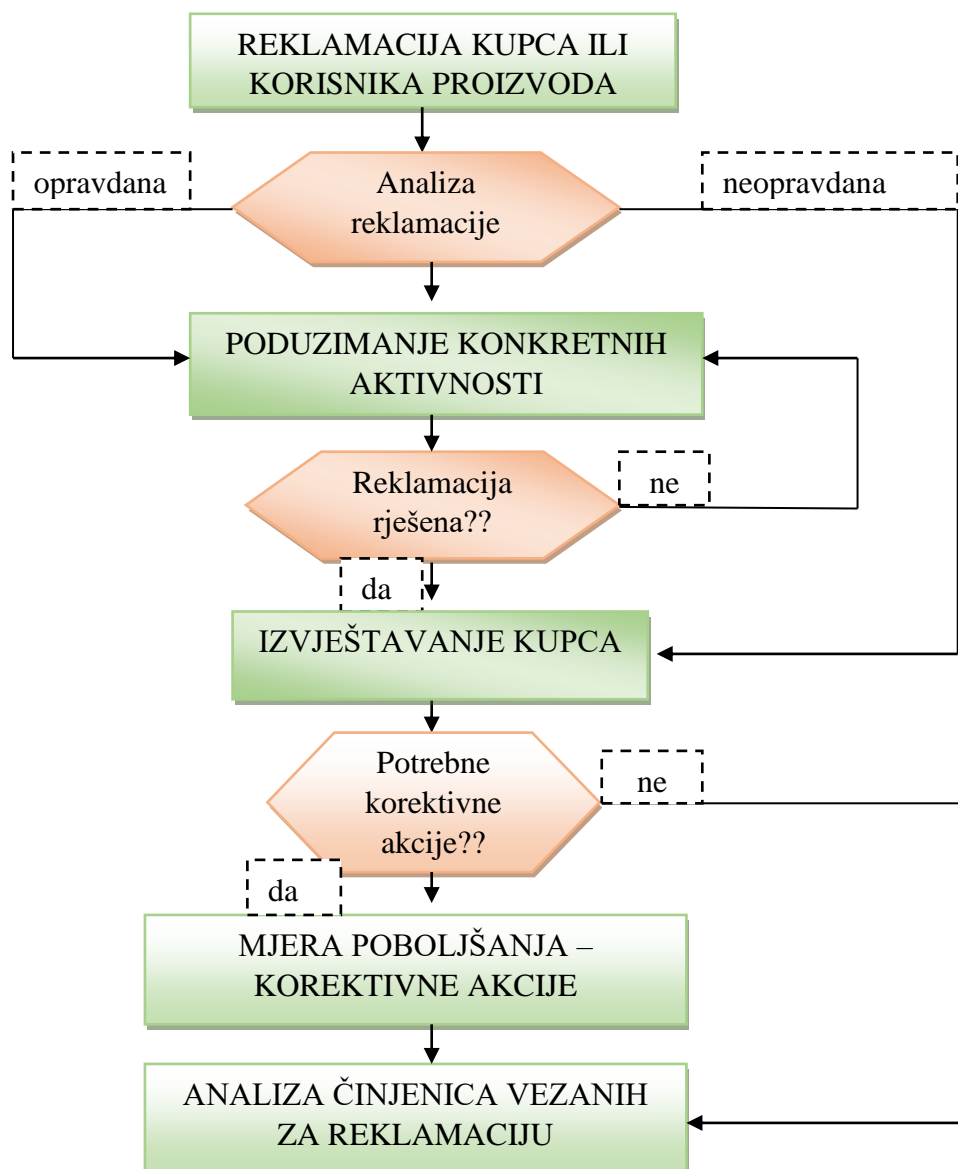 REKLAMACIJA KUPCA ILI
KORISNIKA PROIZVODA
opravdana
Analiza
reklamacije
neopravdana
PODUZIMANJE KONKRETNIH
AKTIVNOSTI
Reklamacija
rješena??
ne
da
IZVJEŠTAVANJE KUPCA
Potrebne
korektivne
akcije??
ne
da
MJERA POBOLJŠANJA –
KOREKTIVNE AKCIJE
ANALIZA ČINJENICA VEZANIH
ZA REKLAMACIJU